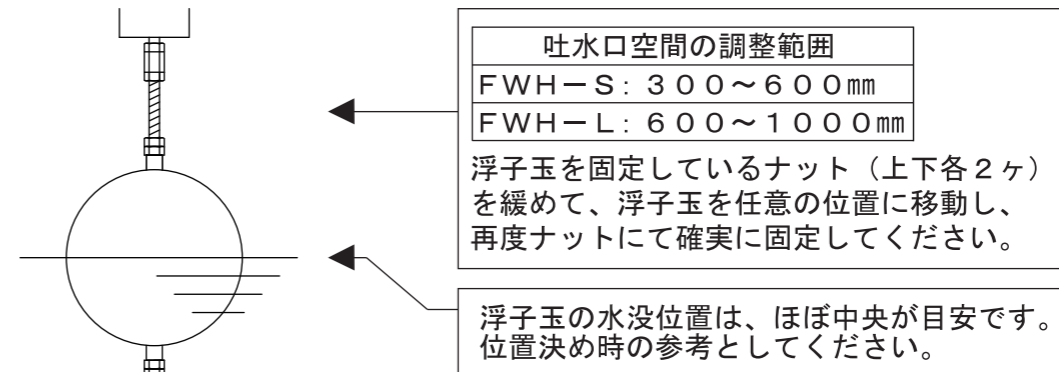 吐水口空間の調整範囲
FWH－S：300～600㎜
FWH－L：600～1000㎜
浮子玉を固定しているナット（上下各２ヶ）
を緩めて、浮子玉を任意の位置に移動し、
再度ナットにて確実に固定してください。
浮子玉の水没位置は、ほぼ中央が目安です。
位置決め時の参考としてください。